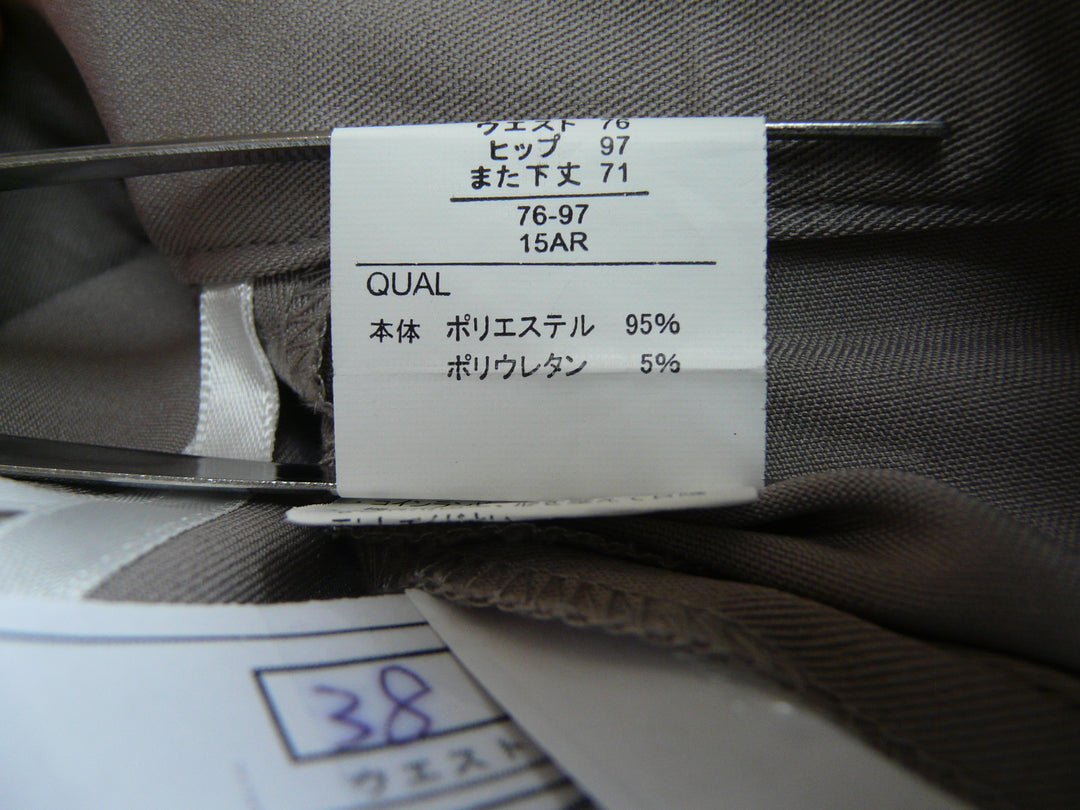 ウエスト 76
ヒップ 97
また下丈 71
76-97
15AR
QUAL
本体 ポリエステル 95%
ポリウレタン 5%
38
ウエスト